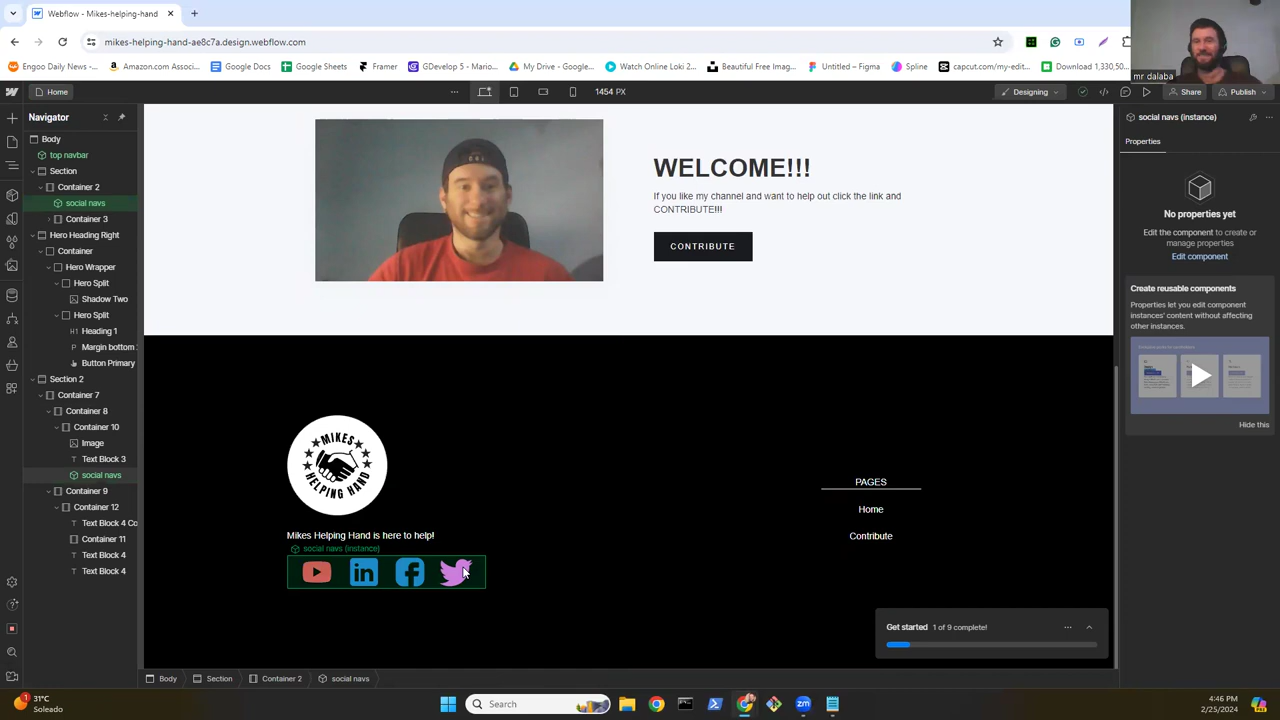 Webflow - Mikes-helping-hand
mikes-helping-hand-ae8c7a.design.webflow.com
Engoo Daily News -...
Amazon.com Associ...
Google Docs
Google Sheets
Framer
GDevelop 5 - Mario...
My Drive - Google...
Watch Online Loki 2...
Beautiful Free Imag...
Untitled – Figma
Spline
capcut.com/my-edit...
Download 1,330,50...
mr dalaba
Home
1454 PX
Designing
Share
Publish
Navigator
Body
top navbar
Section
Container 2
social navs
Container 3
Hero Heading Right
Container
Hero Wrapper
Hero Split
Shadow Two
Hero Split
H1 Heading 1
P Margin bottom
Button Primary
Section 2
Container 7
Container 8
Container 10
Image
T Text Block 3
social navs
Container 9
Container 12
T Text Block 4 Co
Container 11
T Text Block 4
T Text Block 4
WELCOME!!!
If you like my channel and want to help out click the link and
CONTRIBUTE!!!
CONTRIBUTE
MIKES
HELPING HAND
Mikes Helping Hand is here to help!
social navs (instance)
in
PAGES
Home
Contribute
Get started 1 of 9 complete!
social navs (instance)
Properties
No properties yet
Edit the component to create or
manage properties
Edit component
Create reusable components
Properties let you edit component
instances' content without affecting
other instances.
Hide this
Body
Section
Container 2
social navs
1
31°C
Soleado
Search
4:46 PM
2/25/2024